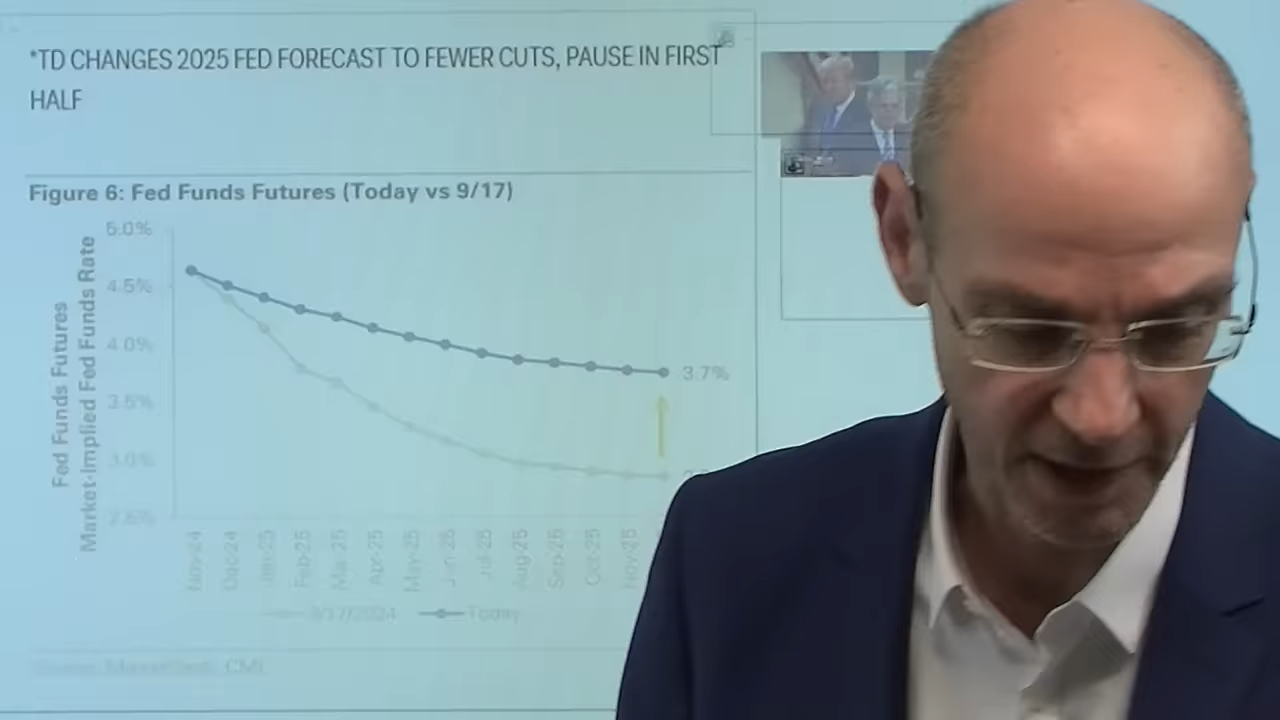 *TD CHANGES 2025 FED FORECAST TO FEWER CUTS, PAUSE IN FIRST
HALF
Figure 6: Fed Funds Futures (Today vs 9/17)
Fed Funds Futures
Market-Implied Fed Funds Rate
5.0%
4.5%
4.0%
3.5%
3.0%
2.5%
3.7%
Nov-24
Dec-24
Jan-25
Feb-25
Mar-25
Apr-25
May-25
Jun-25
Jul-25
Aug-25
Sep-25
Oct-25
Nov-25
9/17/2024
Today